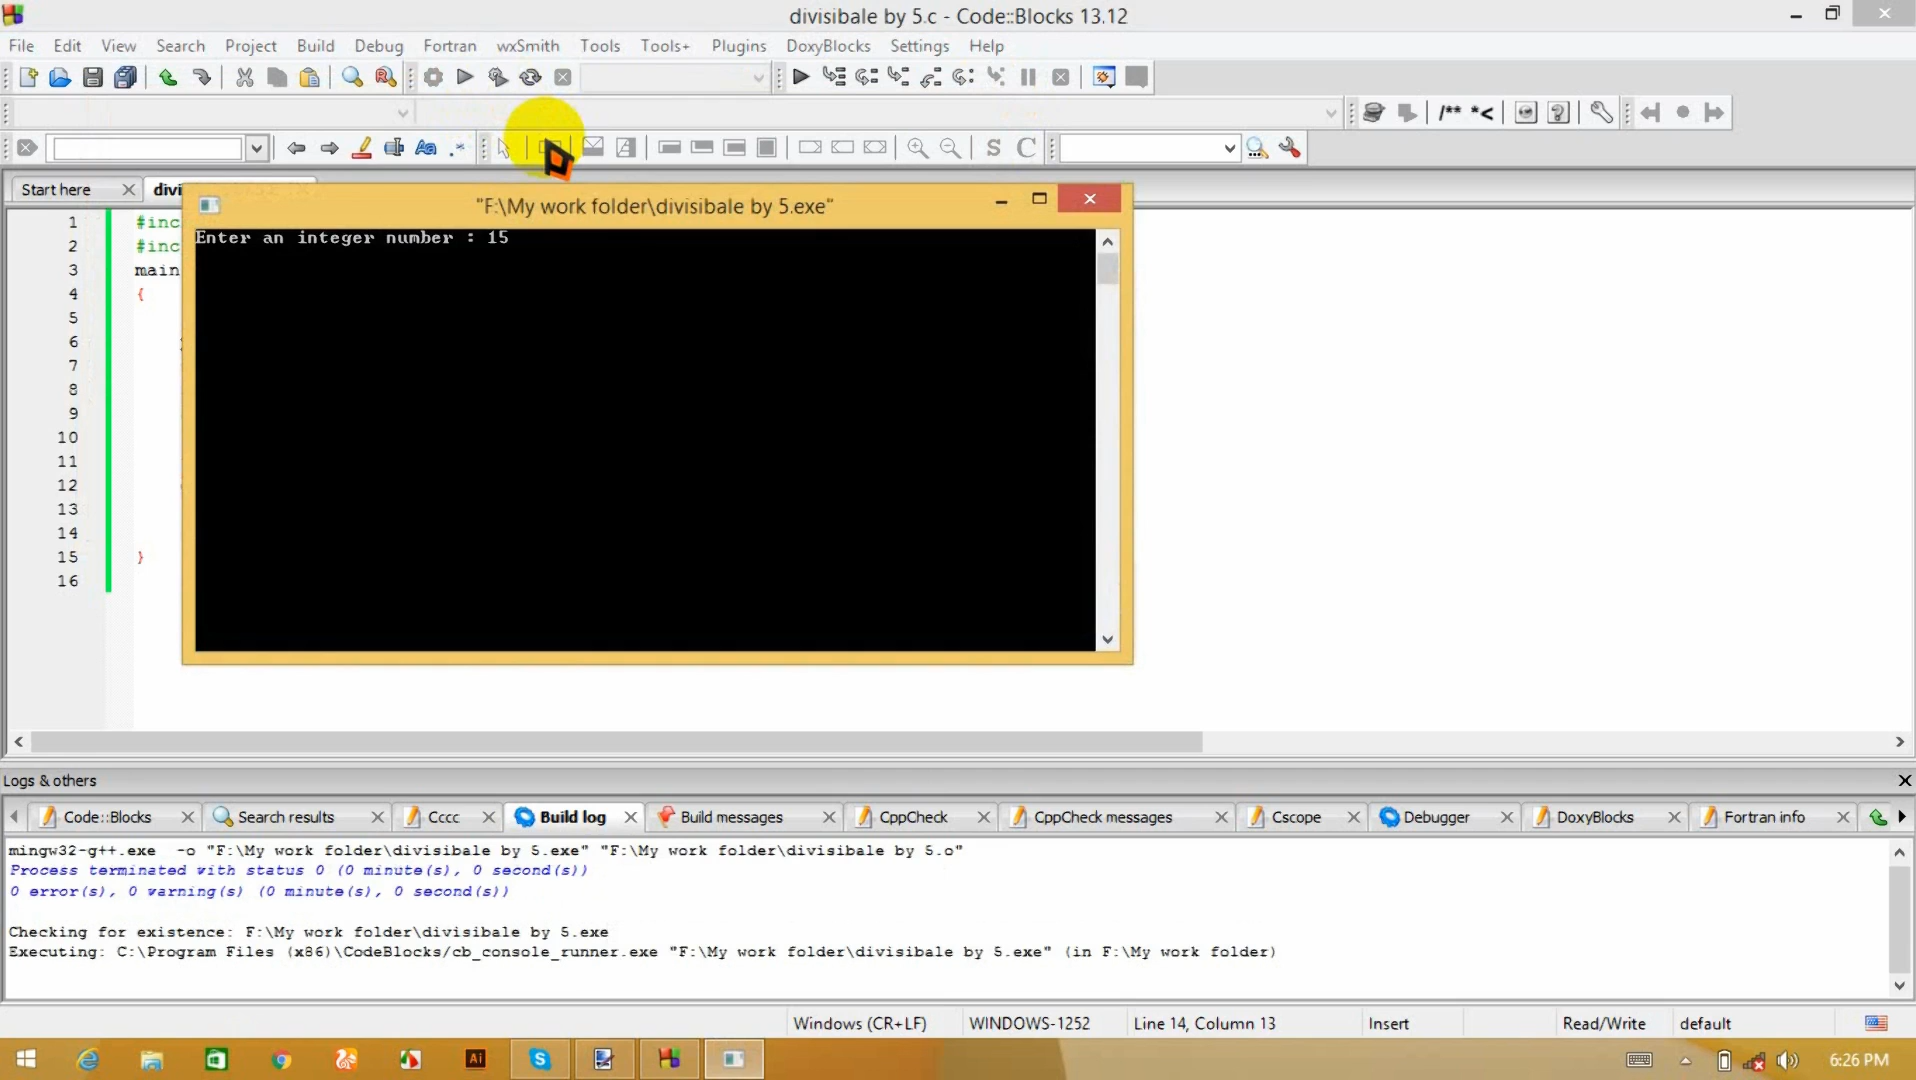 divisibale by 5.c - Code::Blocks 13.12
File Edit View Search Project Build Debug Fortran wxSmith Tools Tools+ Plugins DoxyBlocks Settings Help
/** *<
Aa .*
S C
Start here divi
"F:\My work folder\divisibale by 5.exe"
Enter an integer number : 15
1 #inc
2 #inc
3 main
4 {
5
6
7
8
9
10
11
12
13
14
15 }
16
Logs & others
Code::Blocks Search results Cccc Build log Build messages CppCheck CppCheck messages Cscope Debugger DoxyBlocks Fortran info
mingw32-g++.exe -o "F:\My work folder\divisibale by 5.exe" "F:\My work folder\divisibale by 5.o"
Process terminated with status 0 (0 minute(s), 0 second(s))
0 error(s), 0 warning(s) (0 minute(s), 0 second(s))
Checking for existence: F:\My work folder\divisibale by 5.exe
Executing: C:\Program Files (x86)\CodeBlocks/cb_console_runner.exe "F:\My work folder\divisibale by 5.exe" (in F:\My work folder)
Windows (CR+LF) WINDOWS-1252 Line 14, Column 13 Insert Read/Write default
Ai
6:26 PM